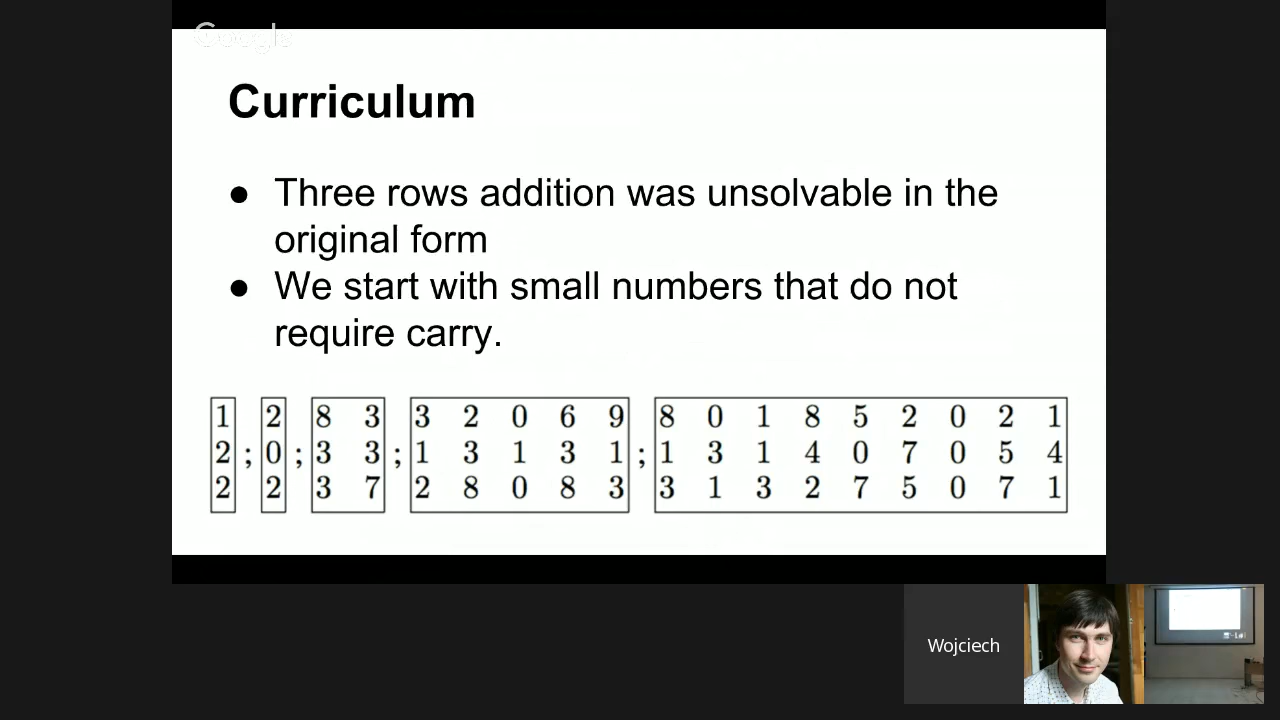 Google
Curriculum
● Three rows addition was unsolvable in the
original form
● We start with small numbers that do not
require carry.
1 2 8 3 3 2 0 6 9 8 0 1 8 5 2 0 2 1
2 ; 0 ; 3 3 ; 1 3 1 3 1 ; 1 3 1 4 0 7 0 5 4
2 2 3 7 2 8 0 8 3 3 1 3 2 7 5 0 7 1
Wojciech